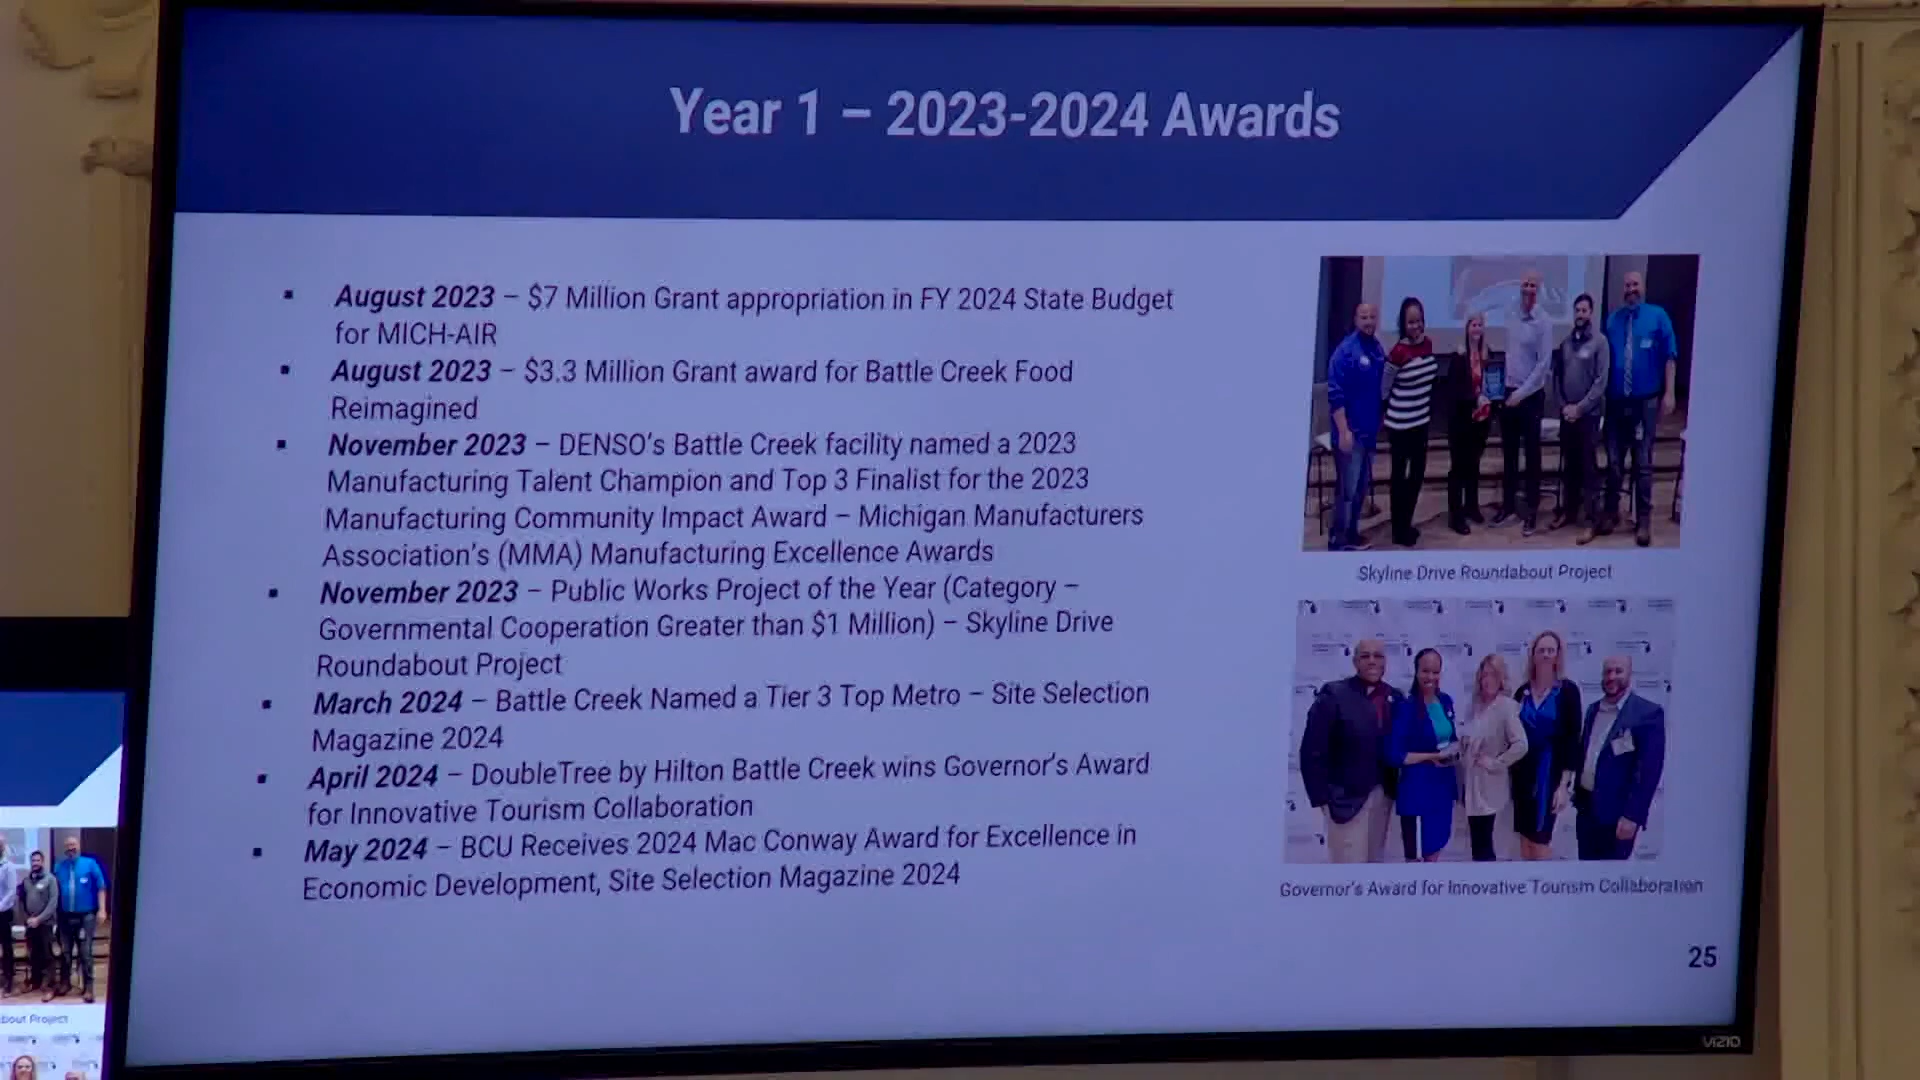 Year 1 – 2023-2024 Awards
▪ August 2023 – $7 Million Grant appropriation in FY 2024 State Budget
for MICH-AIR
▪ August 2023 – $3.3 Million Grant award for Battle Creek Food
Reimagined
▪ November 2023 – DENSO's Battle Creek facility named a 2023
Manufacturing Talent Champion and Top 3 Finalist for the 2023
Manufacturing Community Impact Award – Michigan Manufacturers
Association's (MMA) Manufacturing Excellence Awards
▪ November 2023 – Public Works Project of the Year (Category –
Governmental Cooperation Greater than $1 Million) – Skyline Drive
Roundabout Project
▪ March 2024 – Battle Creek Named a Tier 3 Top Metro – Site Selection
Magazine 2024
▪ April 2024 – DoubleTree by Hilton Battle Creek wins Governor's Award
for Innovative Tourism Collaboration
▪ May 2024 – BCU Receives 2024 Mac Conway Award for Excellence in
Economic Development, Site Selection Magazine 2024
Skyline Drive Roundabout Project
Governor's Award for Innovative Tourism Collaboration
25
VIZIO
bout Project